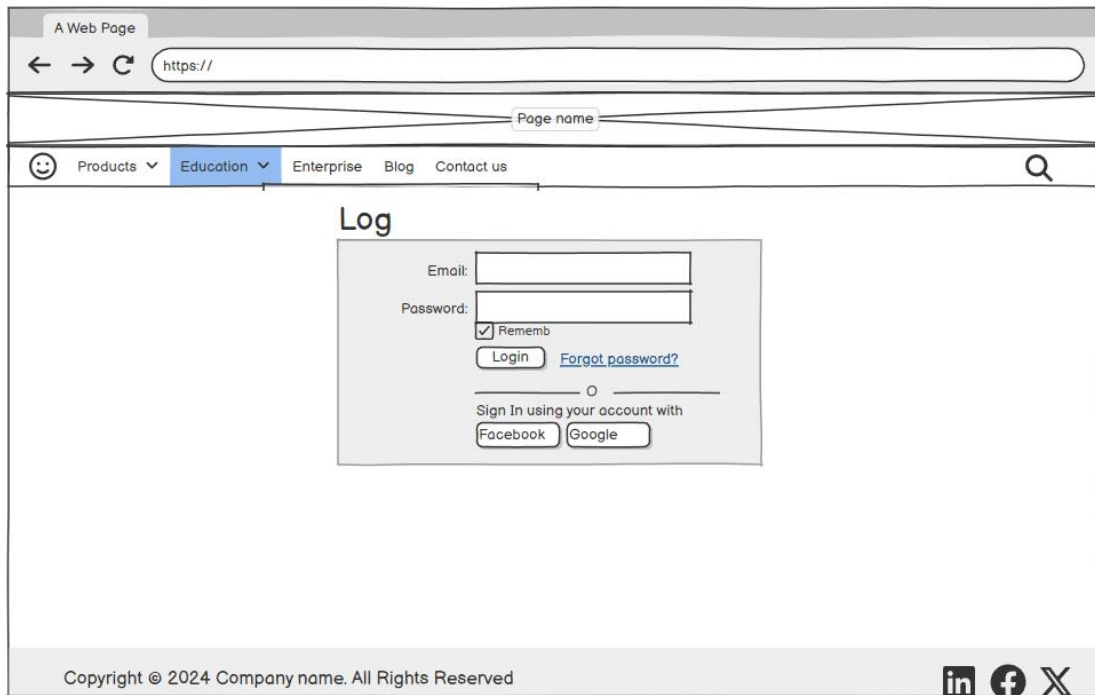 A Web Page
https://
Page name
Products Education Enterprise Blog Contact us
Log
Email:
Password:
Rememb
Login Forgot password?
O
Sign In using your account with
Facebook Google
Copyright © 2024 Company name. All Rights Reserved
in f X